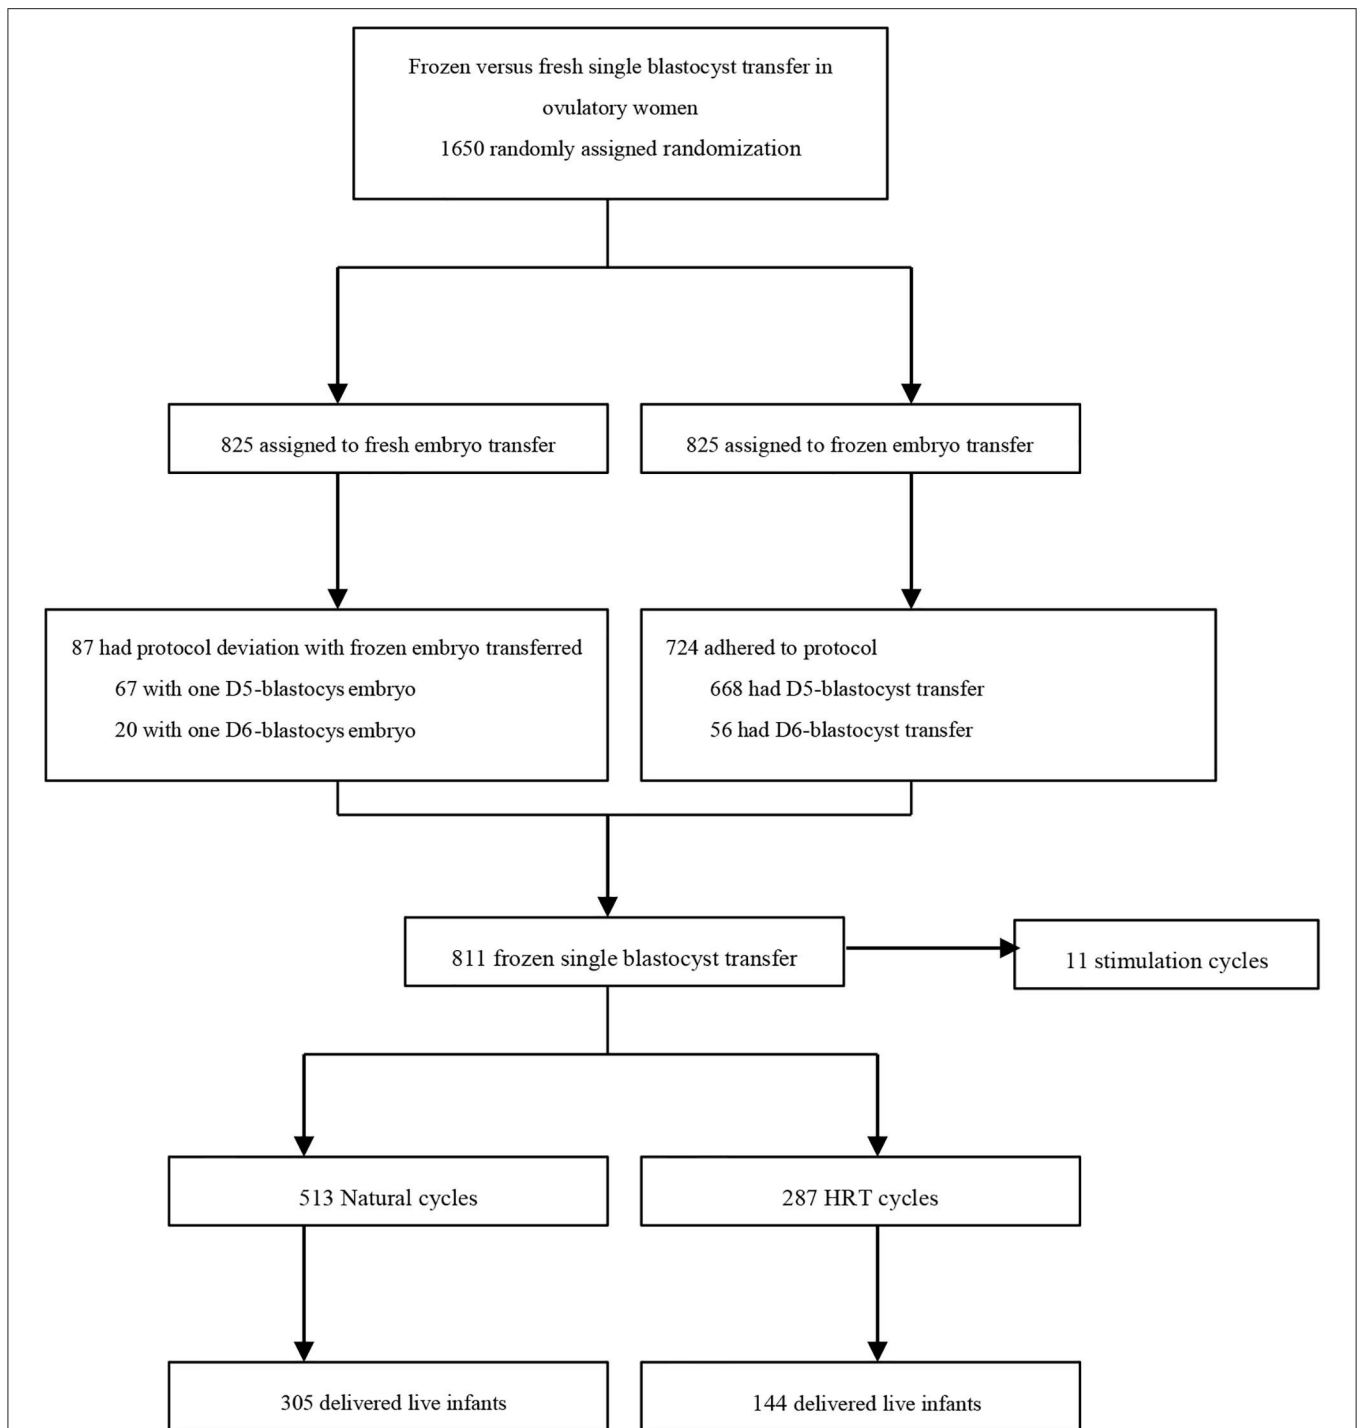 Frozen versus fresh single blastocyst transfer in
ovulatory women
1650 randomly assigned randomization
825 assigned to fresh embryo transfer
825 assigned to frozen embryo transfer
87 had protocol deviation with frozen embryo transferred
67 with one D5-blastocys embryo
20 with one D6-blastocys embryo
724 adhered to protocol
668 had D5-blastocyst transfer
56 had D6-blastocyst transfer
811 frozen single blastocyst transfer
11 stimulation cycles
513 Natural cycles
287 HRT cycles
305 delivered live infants
144 delivered live infants